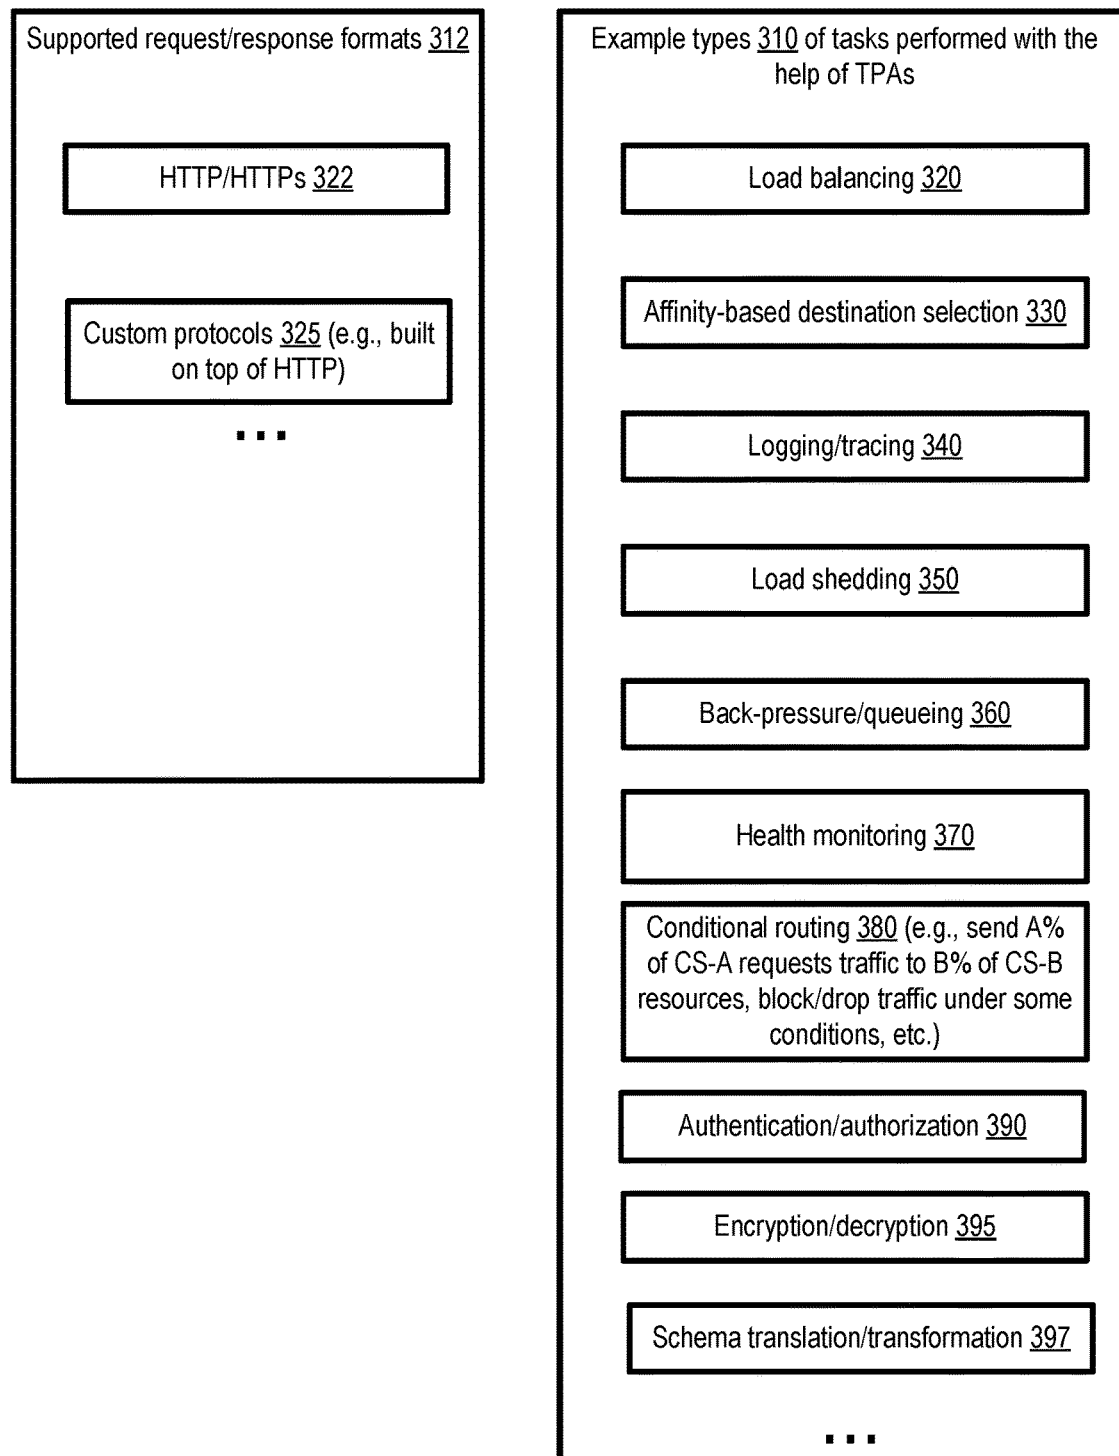 Supported request/response formats 312
HTTP/HTTPs 322
Custom protocols 325 (e.g., built
on top of HTTP)
...
Example types 310 of tasks performed with the
help of TPAs
Load balancing 320
Affinity-based destination selection 330
Logging/tracing 340
Load shedding 350
Back-pressure/queueing 360
Health monitoring 370
Conditional routing 380 (e.g., send A%
of CS-A requests traffic to B% of CS-B
resources, block/drop traffic under some
conditions, etc.)
Authentication/authorization 390
Encryption/decryption 395
Schema translation/transformation 397
...